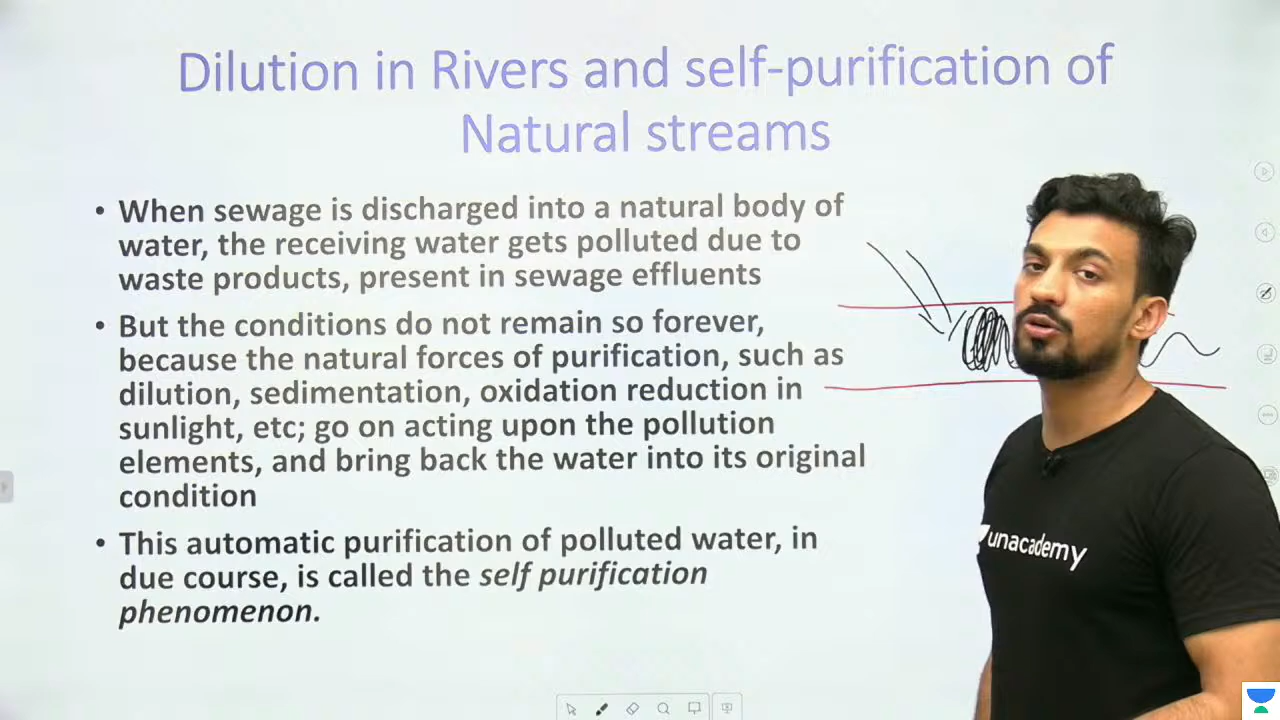 Dilution in Rivers and self-purification of
Natural streams
• When sewage is discharged into a natural body of
water, the receiving water gets polluted due to
waste products, present in sewage effluents
• But the conditions do not remain so forever,
because the natural forces of purification, such as
dilution, sedimentation, oxidation reduction in
sunlight, etc; go on acting upon the pollution
elements, and bring back the water into its original
condition
• This automatic purification of polluted water, in
due course, is called the self purification
phenomenon.
unacademy